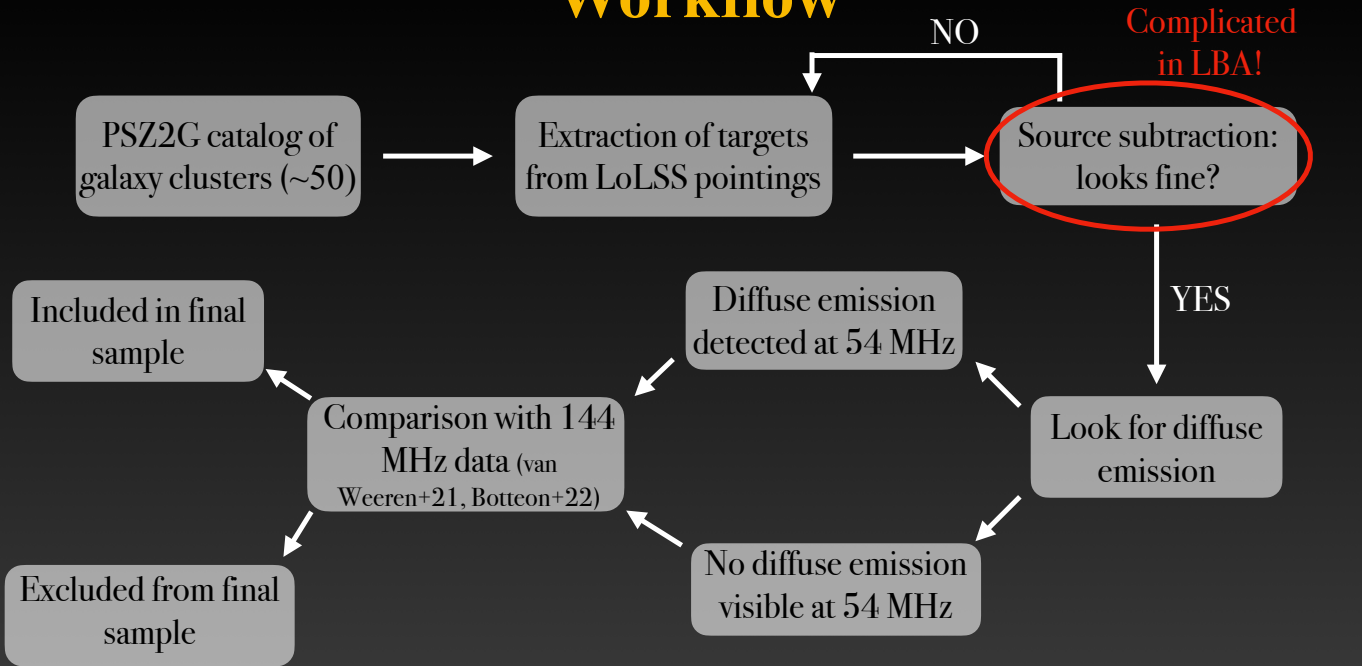 Workflow
NO
Complicated
in LBA!
PSZ2G catalog of
galaxy clusters (~50)
Extraction of targets
from LoLSS pointings
Source subtraction:
looks fine?
YES
Included in final
sample
Diffuse emission
detected at 54 MHz
Comparison with 144
MHz data (van
Weeren+21, Botteon+22)
Look for diffuse
emission
Excluded from final
sample
No diffuse emission
visible at 54 MHz